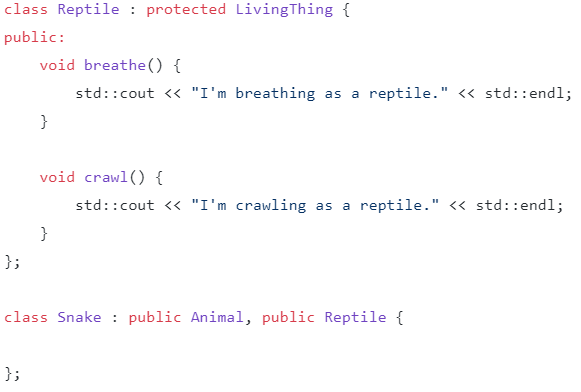 class Reptile : protected LivingThing {
public:
    void breathe() {
        std::cout << "I'm breathing as a reptile." << std::endl;
    }

    void crawl() {
        std::cout << "I'm crawling as a reptile." << std::endl;
    }
};

class Snake : public Animal, public Reptile {

};